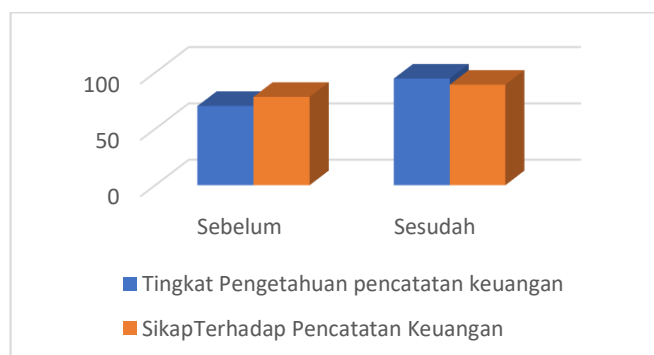 100
50
0
Sebelum Sesudah
Tingkat Pengetahuan pencatatan keuangan
SikapTerhadap Pencatatan Keuangan